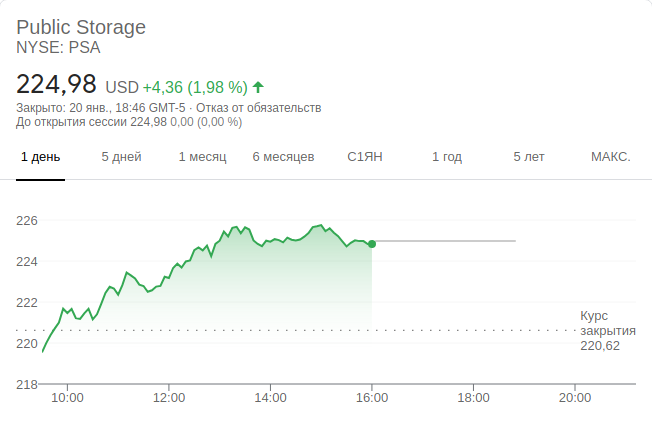 Public Storage
NYSE: PSA
224,98 USD +4,36 (1,98 %)
Закрыто: 20 янв., 18:46 GMT-5 · Отказ от обязательств
До открытия сессии 224,98 0,00 (0,00 %)
1 день 5 дней 1 месяц 6 месяцев С1ЯН 1 год 5 лет МАКС.
226
224
222
Курс
закрытия
220,62
220
218
10:00 12:00 14:00 16:00 18:00 20:00